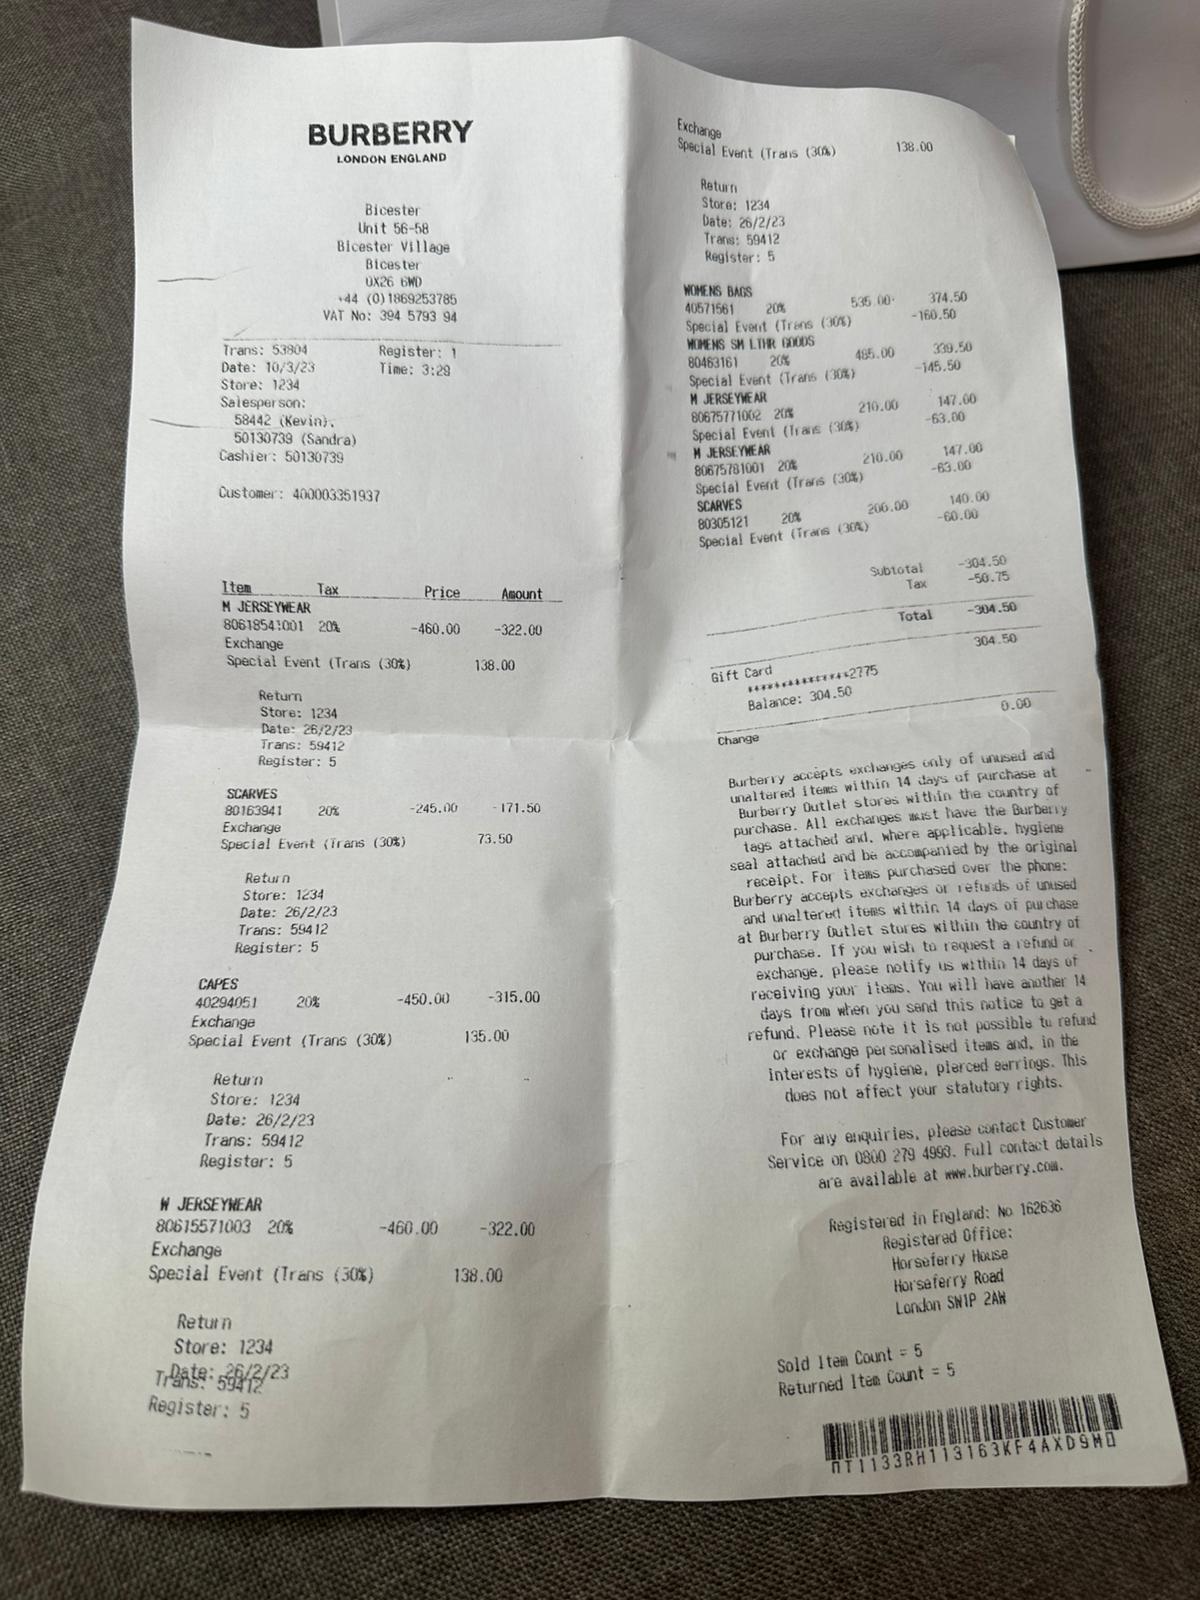 BURBERRY
LONDON ENGLAND
Bicester
Unit 56-58
Bicester Village
Bicester
OX26 6WD
+44 (0)1869253785
VAT No: 394 5793 94
Trans: 53804 Register: 1
Date: 10/3/23 Time: 3:29
Store: 1234
Salesperson:
58442 (Kevin),
50130739 (Sandra)
Cashier: 50130739
Customer: 400003351937
Item Tax Price Amount
M JERSEYWEAR
80618541001 20% -460.00 -322.00
Exchange
Special Event (Trans (30%) 138.00
Return
Store: 1234
Date: 26/2/23
Trans: 59412
Register: 5
SCARVES
80163941 20% -245.00 -171.50
Exchange
Special Event (Trans (30%) 73.50
Return
Store: 1234
Date: 26/2/23
Trans: 59412
Register: 5
CAPES
40294051 20% -450.00 -315.00
Exchange
Special Event (Trans (30%) 135.00
Return
Store: 1234
Date: 26/2/23
Trans: 59412
Register: 5
W JERSEYWEAR
80615571003 20% -460.00 -322.00
Exchange
Special Event (Trans (30%) 138.00
Return
Store: 1234
Date: 26/2/23
Trans: 59412
Register: 5
Exchange
Special Event (Trans (30%) 138.00
Return
Store: 1234
Date: 26/2/23
Trans: 59412
Register: 5
WOMENS BAGS
40571561 20% 535.00 374.50
Special Event (Trans (30%) -160.50
WOMENS SM LTHR GOODS
80463161 20% 485.00 339.50
Special Event (Trans (30%) -145.50
M JERSEYWEAR
80675771002 20% 210.00 147.00
Special Event (Trans (30%) -63.00
M JERSEYWEAR
80675781001 20% 210.00 147.00
Special Event (Trans (30%) -63.00
SCARVES
80305121 20% 200.00 140.00
Special Event (Trans (30%) -60.00
Subtotal -304.50
Tax -50.75
Total -304.50
304.50
Gift Card
***************2775
Balance: 304.50
0.00
Change
Burberry accepts exchanges only of unused and
unaltered items within 14 days of purchase at
Burberry Outlet stores within the country of
purchase. All exchanges must have the Burberry
tags attached and, where applicable, hygiene
seal attached and be accompanied by the original
receipt. For items purchased over the phone:
Burberry accepts exchanges or refunds of unused
and unaltered items within 14 days of purchase
at Burberry Outlet stores within the country of
purchase. If you wish to request a refund or
exchange, please notify us within 14 days of
receiving your items. You will have another 14
days from when you send this notice to get a
refund. Please note it is not possible to refund
or exchange personalised items and, in the
interests of hygiene, pierced earrings. This
does not affect your statutory rights.
For any enquiries, please contact Customer
Service on 0800 279 4993. Full contact details
are available at www.burberry.com.
Registered in England: No 162636
Registered Office:
Horseferry House
Horseferry Road
London SW1P 2AW
Sold Item Count = 5
Returned Item Count = 5
T1133RH113163KF4AXD9M